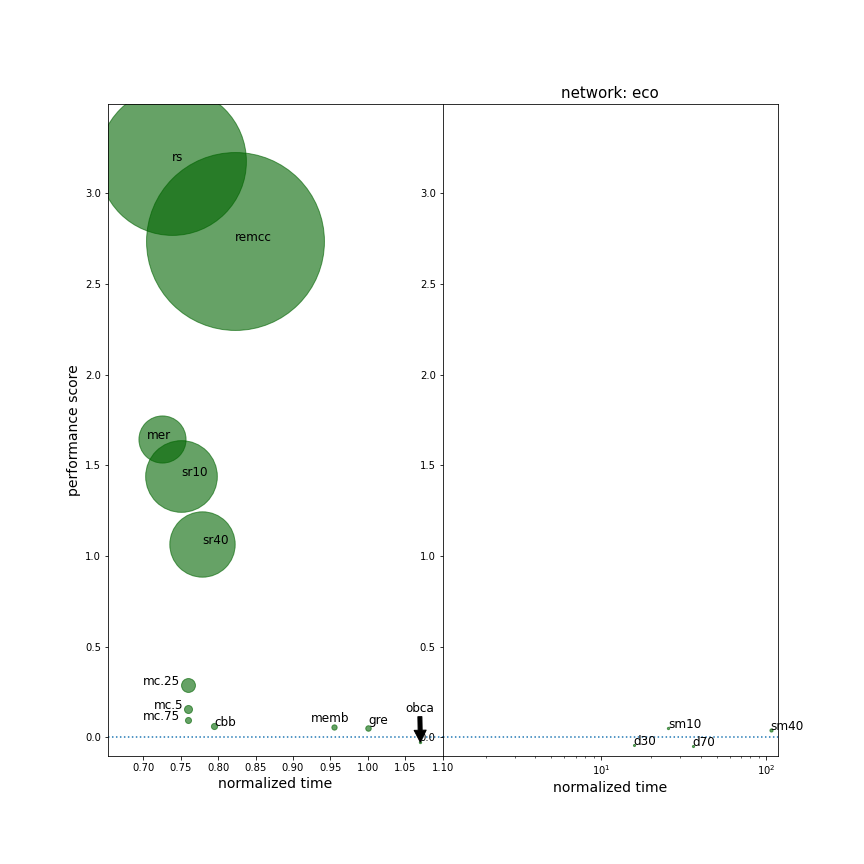 network: eco
rs
3.0
3.0
remcc
2.5
2.5
2.0
2.0
performance score
mer
1.5
1.5
sr10
sr40
1.0
1.0
0.5
0.5
mc.25
mc.5
mc.75
cbb
memb
gre
obca
sm10
sm40
0.0
0.0
d30
d70
0.70 0.75 0.80 0.85 0.90 0.95 1.00 1.05 1.10
10¹ 10²
normalized time
normalized time